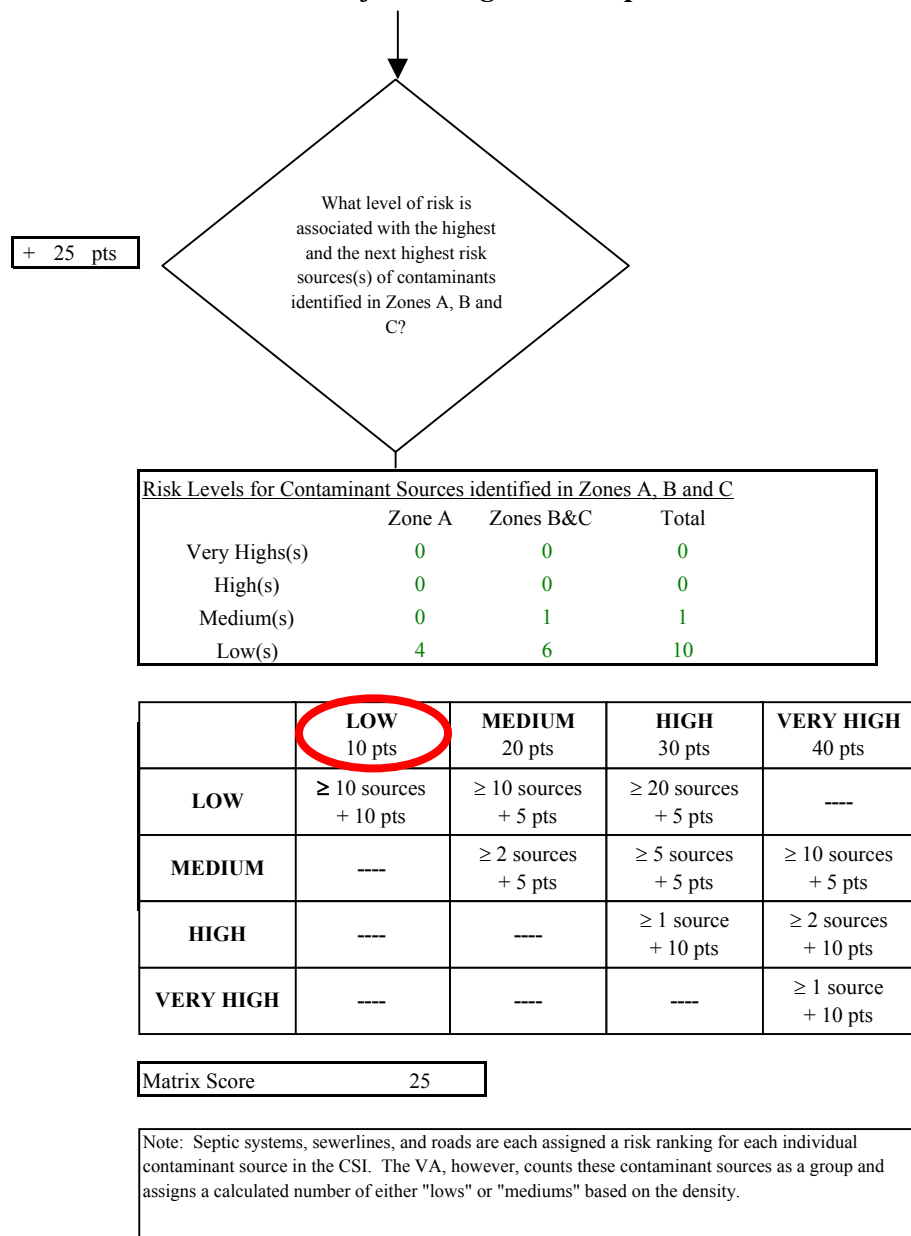 What level of risk is
associated with the highest
and the next highest risk
sources(s) of contaminants
identified in Zones A, B and
C?
+ 25 pts
Risk Levels for Contaminant Sources identified in Zones A, B and C
Zone A Zones B&C Total
Very Highs(s) 0 0 0
High(s) 0 0 0
Medium(s) 0 1 1
Low(s) 4 6 10
LOW MEDIUM HIGH VERY HIGH
10 pts 20 pts 30 pts 40 pts
LOW ≥ 10 sources ≥ 10 sources ≥ 20 sources ----
+ 10 pts + 5 pts + 5 pts
MEDIUM ---- ≥ 2 sources ≥ 5 sources ≥ 10 sources
+ 5 pts + 5 pts + 5 pts
HIGH ---- ---- ≥ 1 source ≥ 2 sources
+ 10 pts + 10 pts
VERY HIGH ---- ---- ---- ≥ 1 source
+ 10 pts
Matrix Score 25
Note: Septic systems, sewerlines, and roads are each assigned a risk ranking for each individual
contaminant source in the CSI. The VA, however, counts these contaminant sources as a group and
assigns a calculated number of either "lows" or "mediums" based on the density.